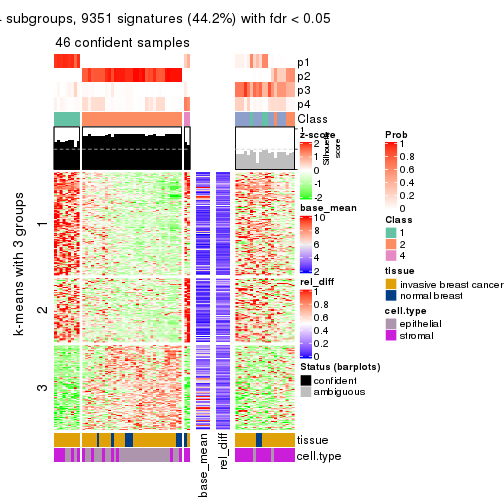 subgroups, 9351 signatures (44.2%) with fdr < 0.05
46 confident samples
p1
p2
p3
p4
Class
1
Silhouette
score
k-means with 3 groups
1
2
3
z-score
2
1
0
-1
-2
base_mean
10
8
6
4
2
rel_diff
1
0.8
0.6
0.4
0.2
0
Status (barplots)
confident
ambiguous
Prob
1
0.8
0.6
0.4
0.2
0
Class
1
2
4
tissue
invasive breast cancer
normal breast
cell.type
epithelial
stromal
tissue
cell.type
base_mean
rel_diff